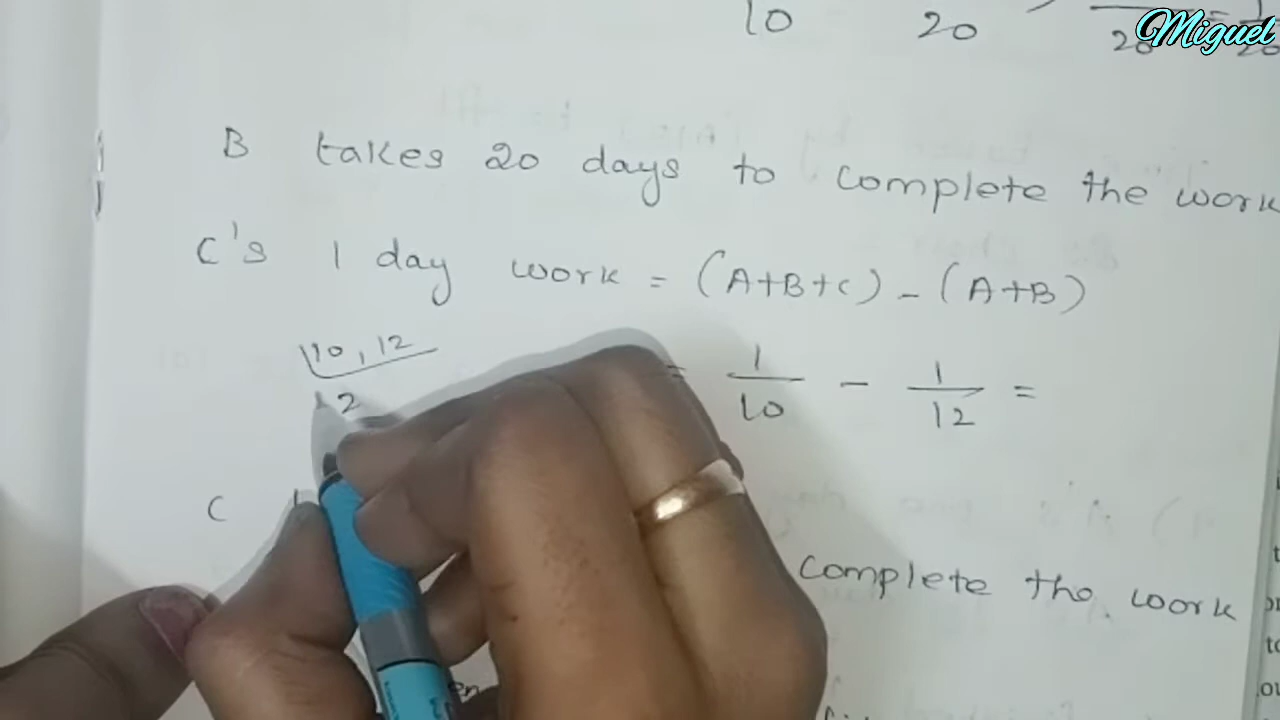 10 20 20 Miguel
B takes 20 days to complete the work
C's 1 day work = (A+B+C) - (A+B)
10, 12
2
= 1/10 - 1/12 =
C
complete the work